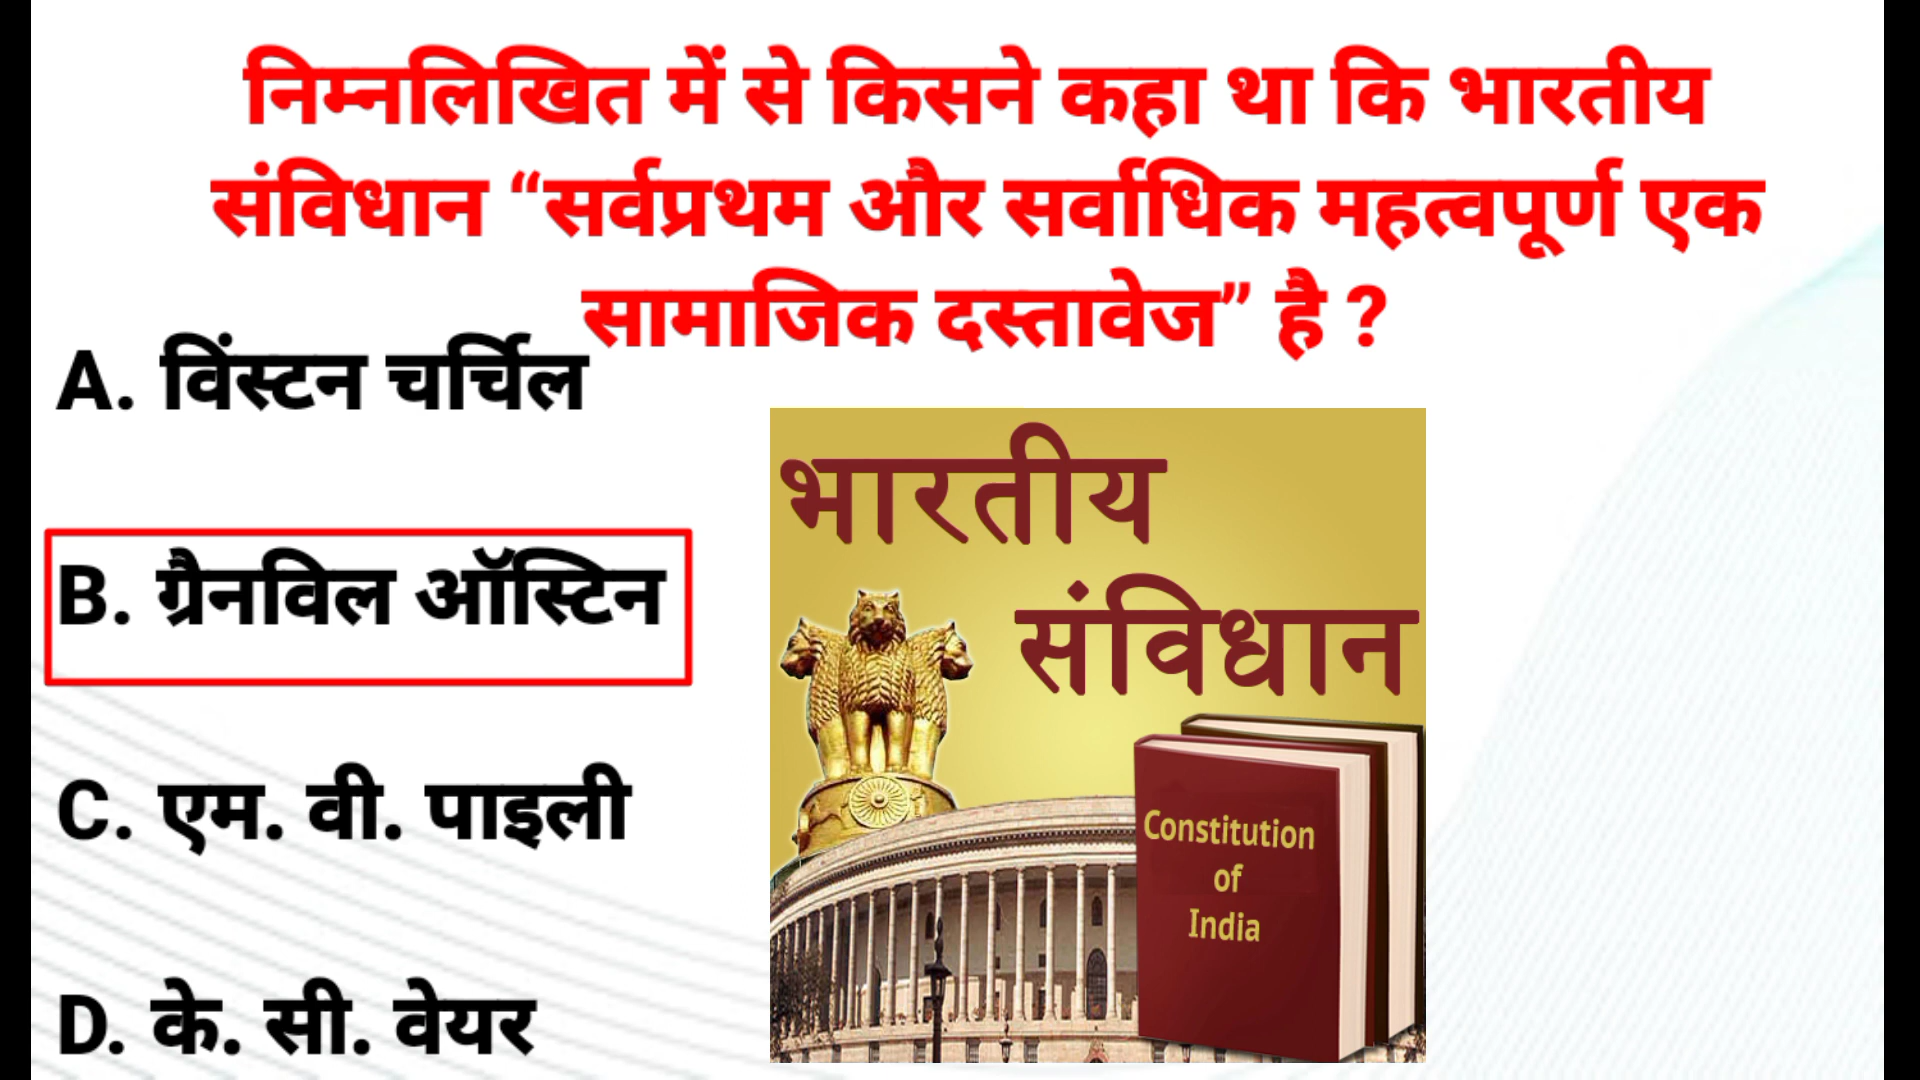 निम्नलिखित में से किसने कहा था कि भारतीय
संविधान “सर्वप्रथम और सर्वाधिक महत्वपूर्ण एक
सामाजिक दस्तावेज” है ?
A. विंस्टन चर्चिल
B. ग्रैनविल ऑस्टिन
C. एम. वी. पाइली
D. के. सी. वेयर
भारतीय
संविधान
Constitution
of
India